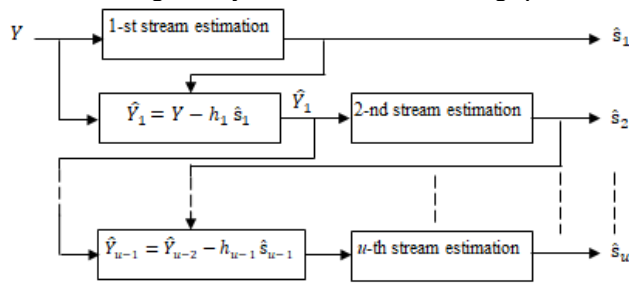 Y
1-st stream estimation
ŝ₁
Ŷ₁ = Y − h₁ ŝ₁
Ŷ₁
2-nd stream estimation
ŝ₂
Ŷᵤ₋₁ = Ŷᵤ₋₂ − hᵤ₋₁ ŝᵤ₋₁
u-th stream estimation
ŝᵤ